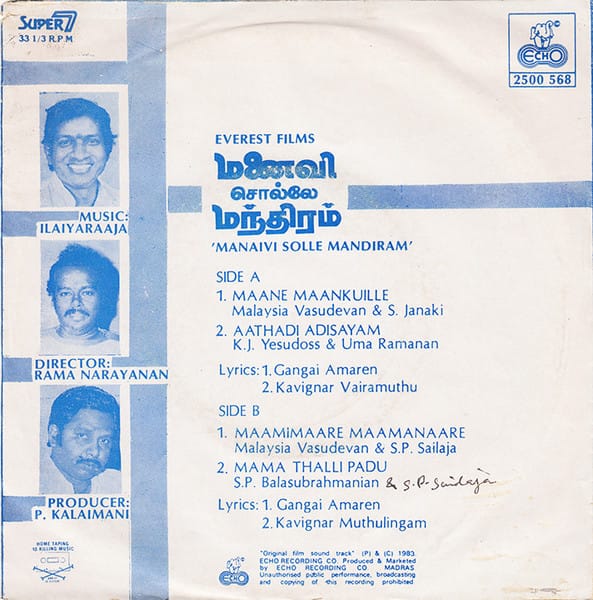 SUPER 7
33 1/3 R.P.M
ECHO
2500 568
EVEREST FILMS
மனைவி
சொல்லே
மந்திரம்
'MANAIVI SOLLE MANDIRAM'
MUSIC:
ILAIYARAAJA
DIRECTOR:
RAMA NARAYANAN
PRODUCER:
P. KALAIMANI
SIDE A
1. MAANE MAANKUILLE
Malaysia Vasudevan & S. Janaki
2. AATHADI ADISAYAM
K.J. Yesudoss & Uma Ramanan
Lyrics: 1. Gangai Amaren
2. Kavignar Vairamuthu
SIDE B
1. MAAMiMAARE MAAMANAARE
Malaysia Vasudevan & S.P. Sailaja
2. MAMA THALLI PADU
S.P. Balasubrahmanian & S.P.
Lyrics: 1. Gangai Amaren
2. Kavignar Muthulingam
HOME TAPING
IS KILLING MUSIC
ECHO
"Original film sound track" (P) & (C) 1983.
ECHO RECORDING CO. Produced & Marketed
by ECHO RECORDING CO. MADRAS
Unauthorised public performance, broadcasting
and copying of this recording prohibited